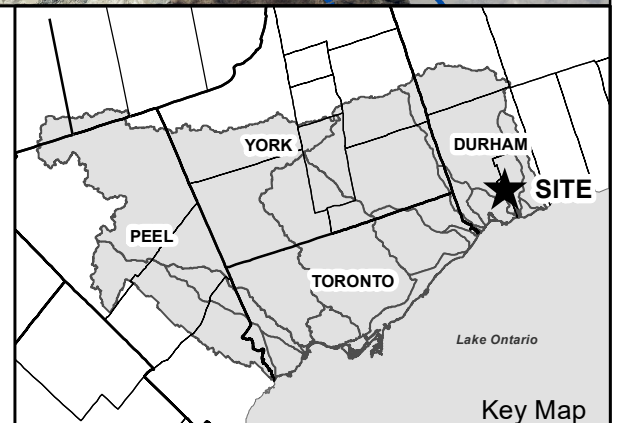 YORK
DURHAM
SITE
PEEL
TORONTO
Lake Ontario
Key Map